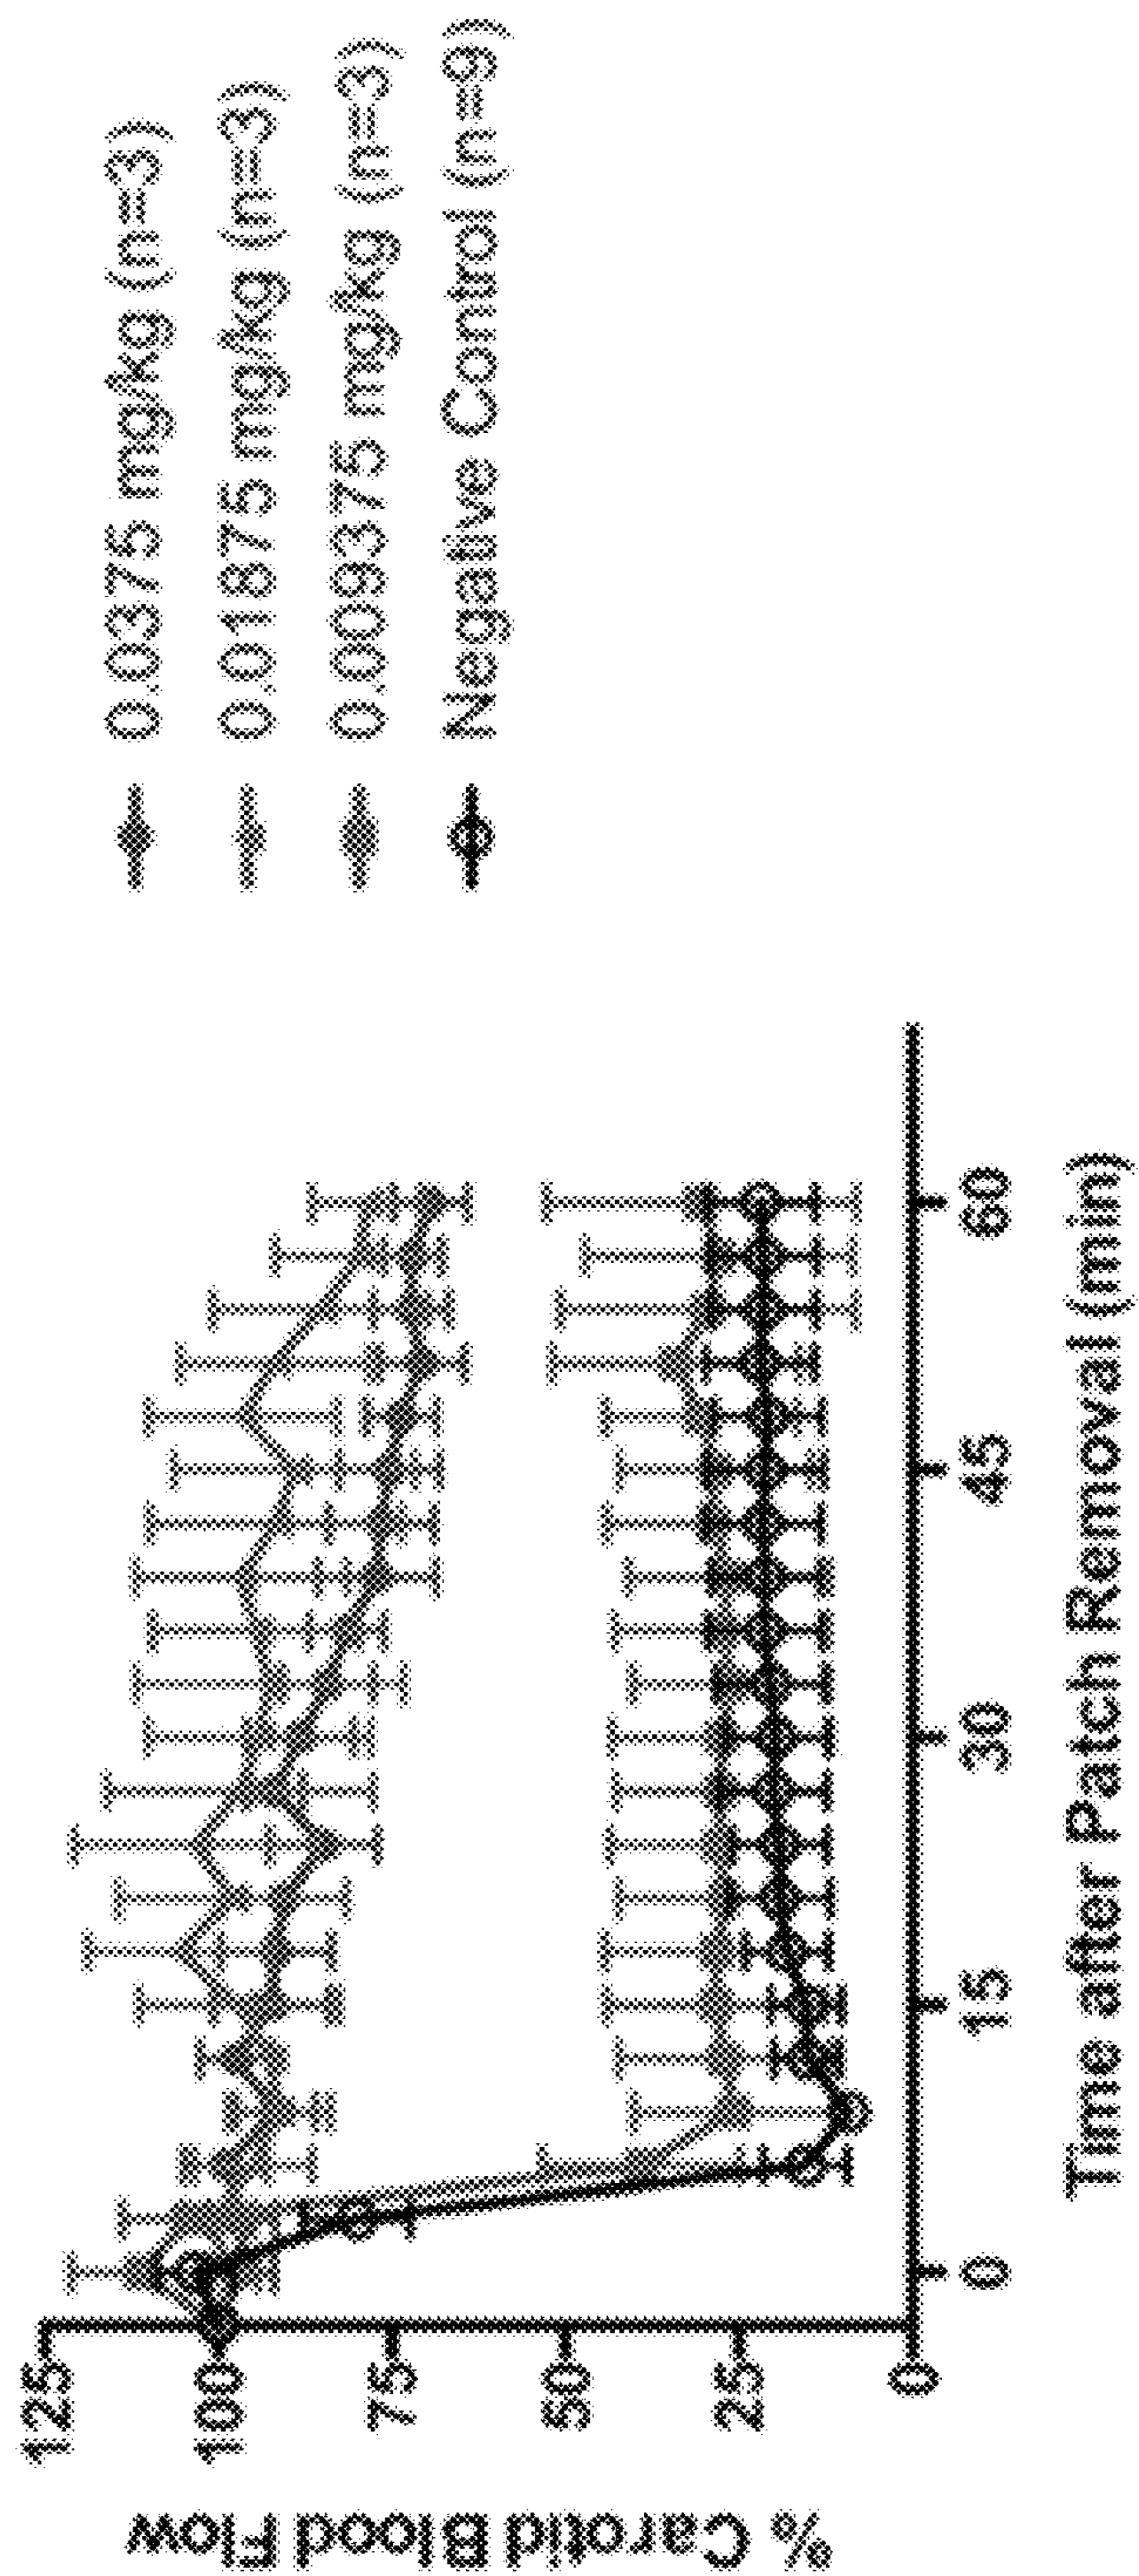 0.0375 mg/kg (n=3)
0.01875 mg/kg (n=3)
0.009375 mg/kg (n=3)
Negative Control (n=9)
% Carotid Blood Flow
125
100
75
50
25
0
0
15
30
45
60
Time after Patch Removal (min)